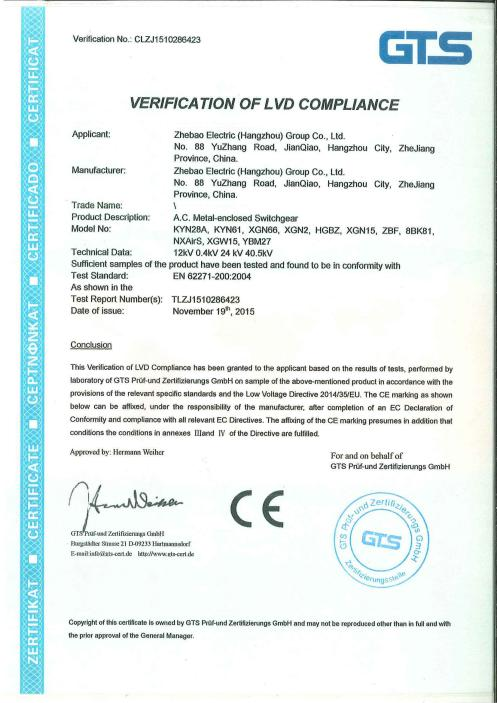 Verification No.: CLZJ1510286423
GTS
VERIFICATION OF LVD COMPLIANCE
Applicant: Zhebao Electric (Hangzhou) Group Co., Ltd.
No. 88 YuZhang Road, JianQiao, Hangzhou City, ZheJiang
Province, China.
Manufacturer: Zhebao Electric (Hangzhou) Group Co., Ltd.
No. 88 YuZhang Road, JianQiao, Hangzhou City, ZheJiang
Province, China.
Trade Name: \
Product Description: A.C. Metal-enclosed Switchgear
Model No: KYN28A, KYN61, XGN66, XGN2, HGBZ, XGN15, ZBF, 8BK81,
NXAirS, XGW15, YBM27
Technical Data: 12kV 0.4kV 24 kV 40.5kV
Sufficient samples of the product have been tested and found to be in conformity with
Test Standard: EN 62271-200:2004
As shown in the
Test Report Number(s): TLZJ1510286423
Date of issue: November 19th, 2015
Conclusion
This Verification of LVD Compliance has been granted to the applicant based on the results of tests, performed by
laboratory of GTS Prüf-und Zertifizierungs GmbH on sample of the above-mentioned product in accordance with the
provisions of the relevant specific standards and the Low Voltage Directive 2014/35/EU. The CE marking as shown
below can be affixed, under the responsibility of the manufacturer, after completion of an EC Declaration of
Conformity and compliance with all relevant EC Directives. The affixing of the CE marking presumes in addition that
conditions the conditions in annexes III and IV of the Directive are fulfilled.
Approved by: Hermann Weiher
For and on behalf of
GTS Prüf-und Zertifizierungs GmbH
CE
GTS Prüf-und Zertifizierungs GmbH
Burgstädter Strasse 21 D-09233 Hartmannsdorf
E-mail:info@gts-cert.de http://www.gts-cert.de
GTS Prüf- und Zertifizierungs GmbH
GTS
Zertifizierungsstelle
Copyright of this certificate is owned by GTS Prüf-und Zertifizierungs GmbH and may not be reproduced other than in full and with
the prior approval of the General Manager.
ZERTIFIKAT ■ CERTIFICATE ■ СЕРТИФИКАТ ■ CERTIFICADO ■ CERTIFICAT